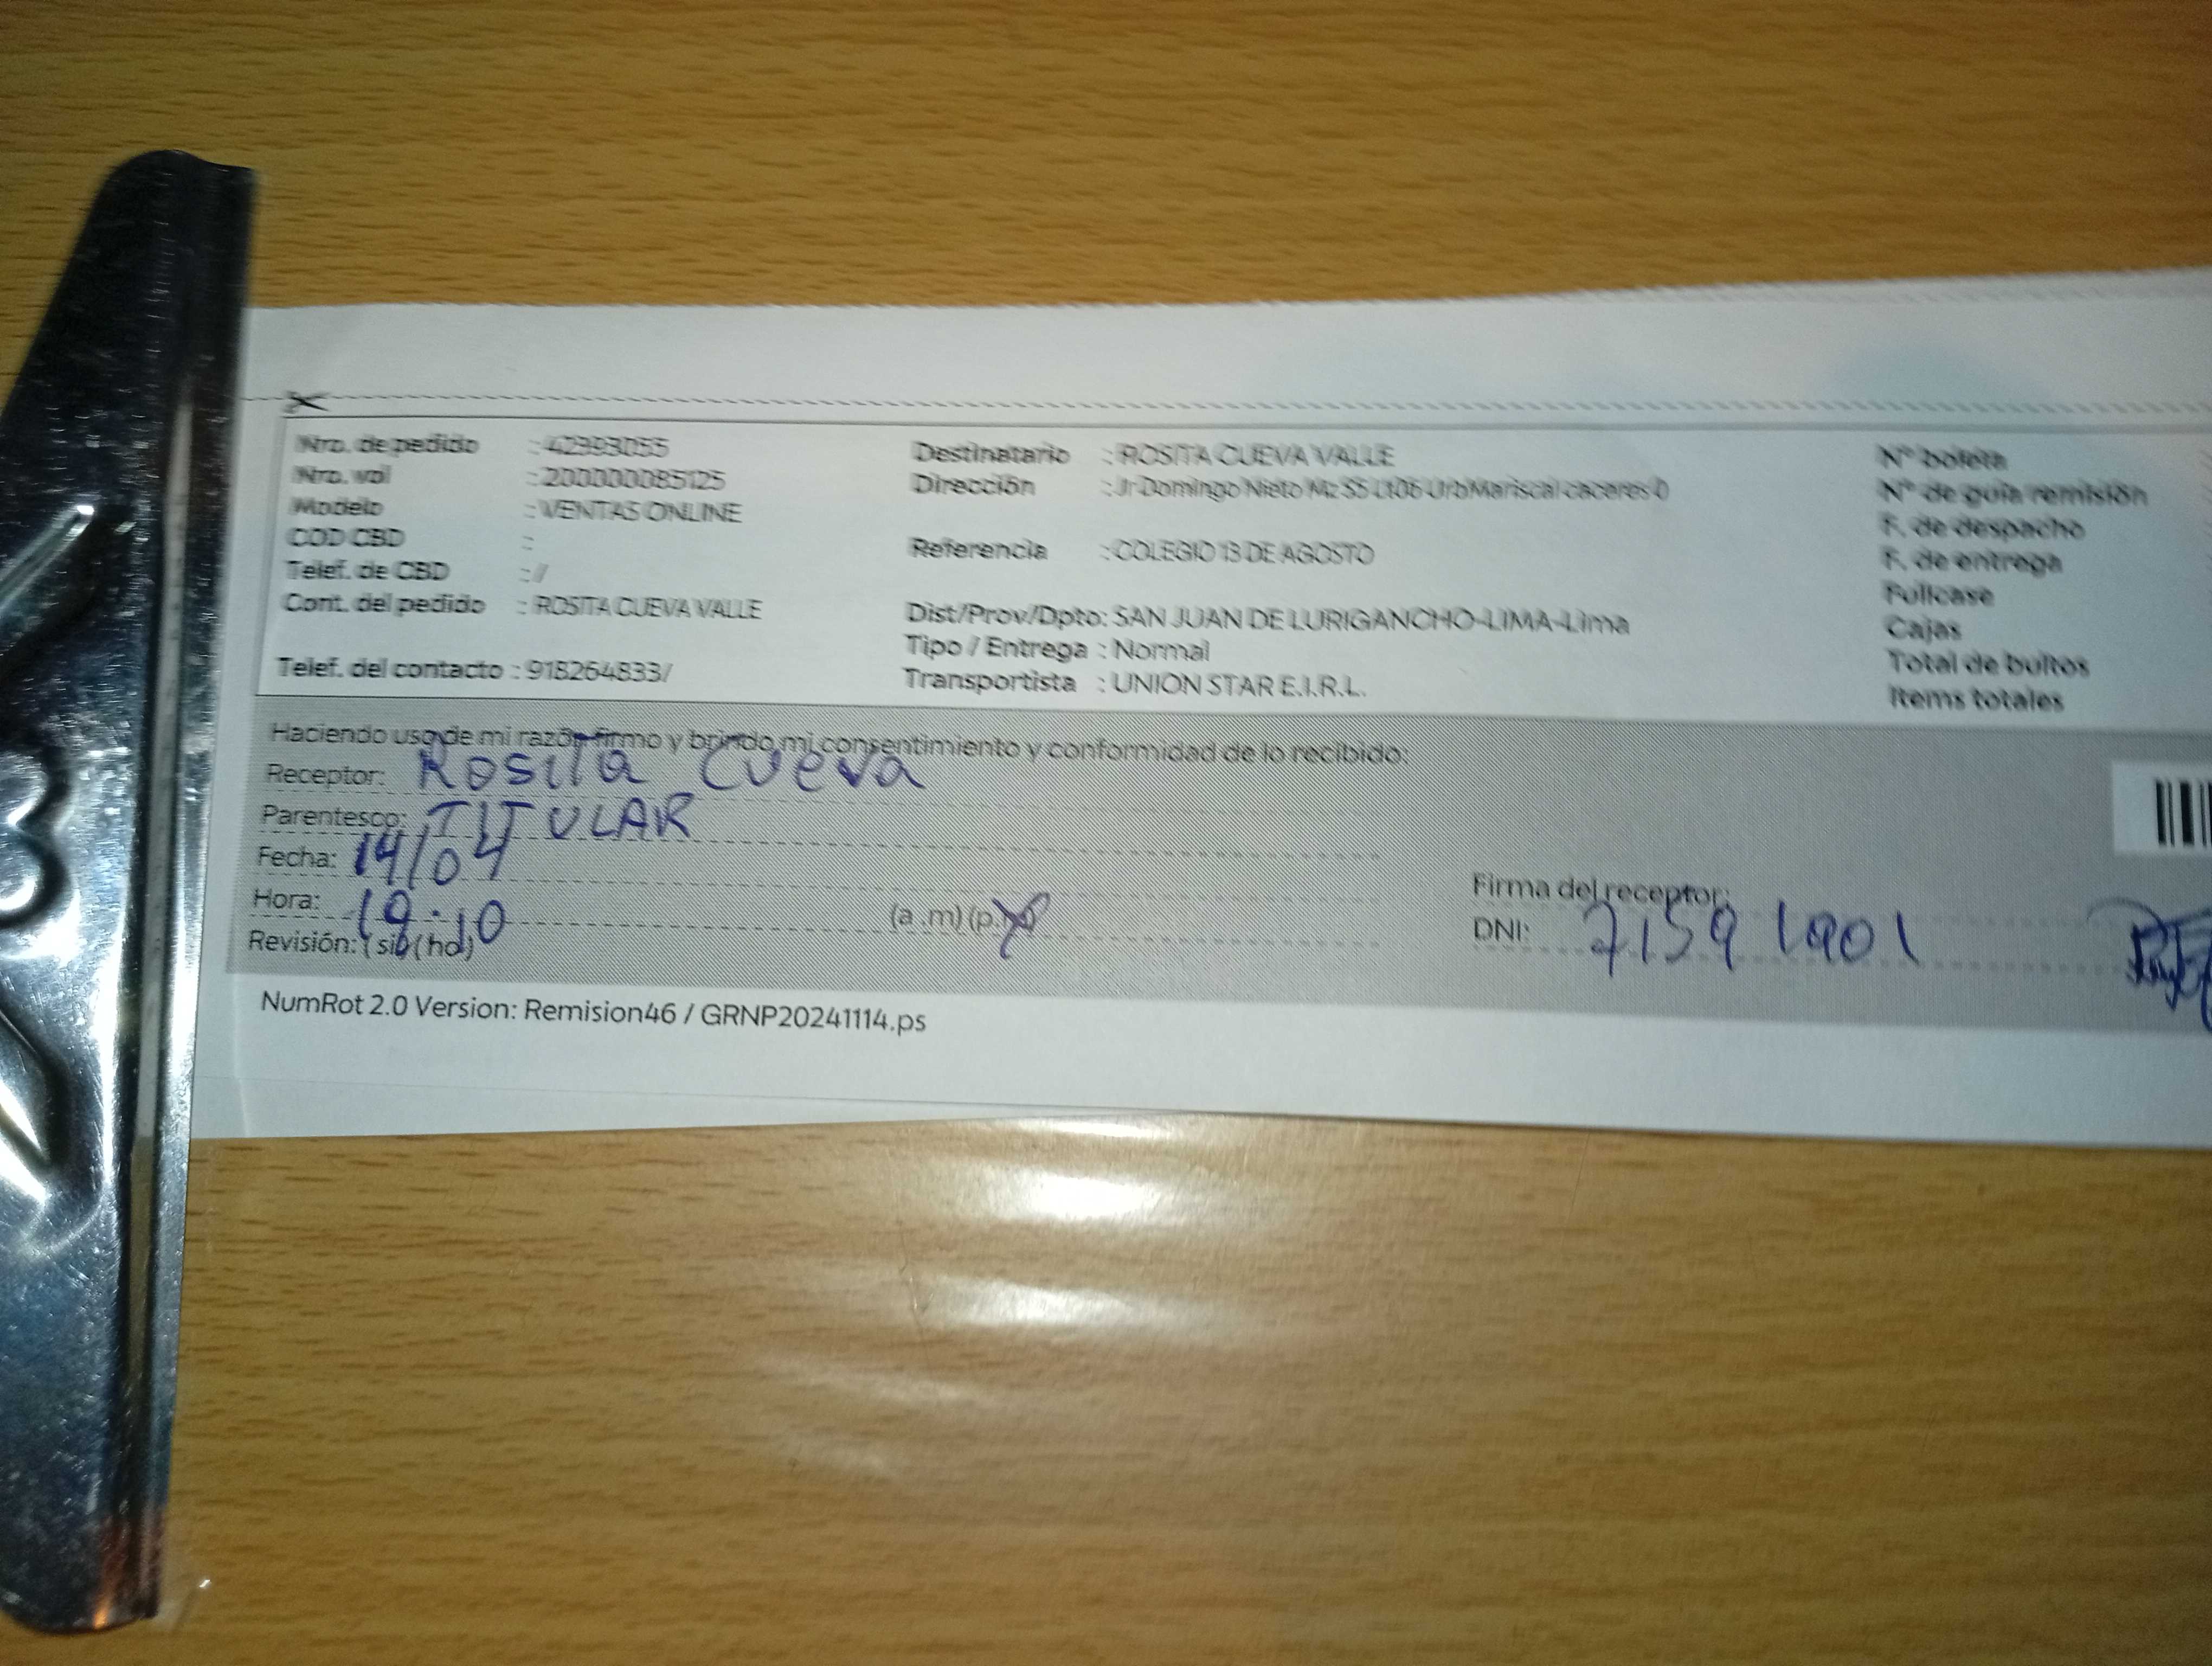 Nro. de pedido : 42993055
Nro. vol : 200000085125
Modelo : VENTAS ONLINE
COD CBD :
Telef. de CBD : /
Cont. del pedido : ROSITA CUEVA VALLE
Telef. del contacto : 918264833/
Destinatario : ROSITA CUEVA VALLE
Dirección : Jr Domingo Nieto Mz S5 Lt06 UrbMariscal caceres 0
Referencia : COLEGIO 13 DE AGOSTO
Dist/Prov/Dpto: SAN JUAN DE LURIGANCHO-LIMA-Lima
Tipo / Entrega : Normal
Transportista : UNION STAR E.I.R.L.
N° boleta
N° de guía remisión
F. de despacho
F. de entrega
Fullcase
Cajas
Total de bultos
Items totales
Haciendo uso de mi razón firmo y brindo mi consentimiento y conformidad de lo recibido:
Receptor: Rosita Cueva
Parentesco: TITULAR
Fecha: 14/04
Hora: 19:10 (a.m) (p.m)
Revisión: ( si) (no)
Firma del receptor:
DNI: 71591901
NumRot 2.0 Version: Remision46 / GRNP20241114.ps